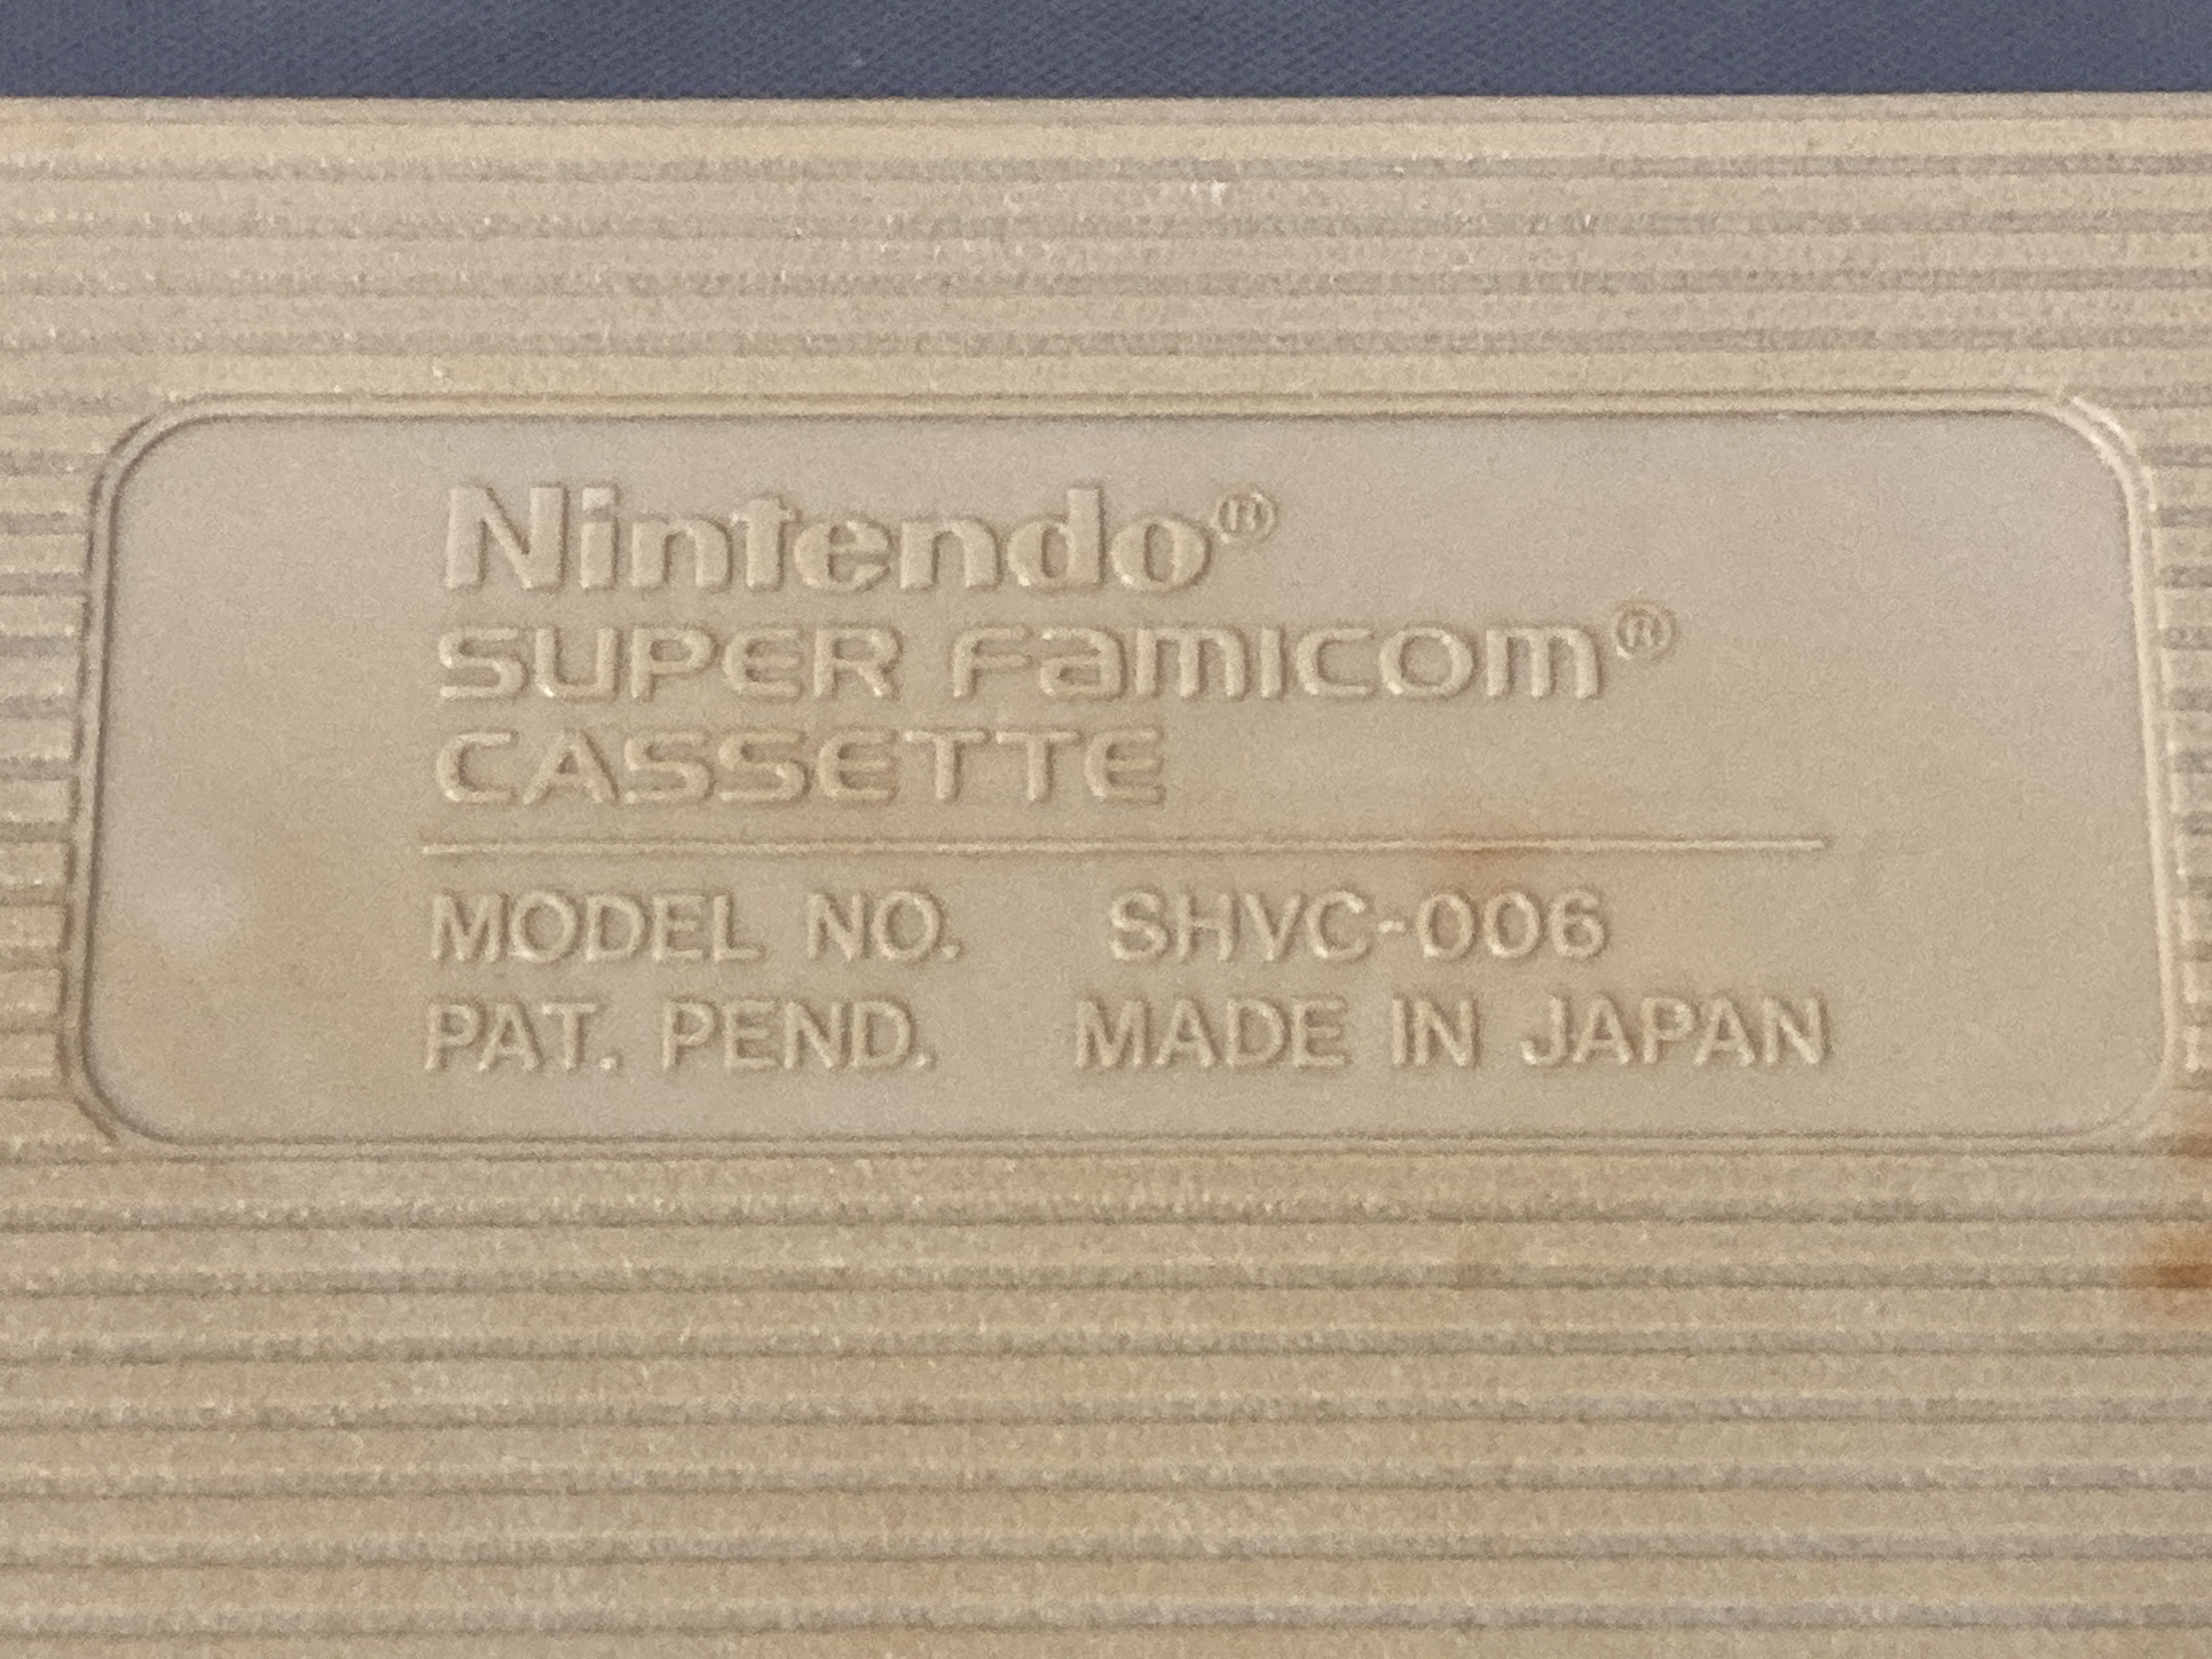 Nintendo®
SUPER Famicom®
CASSETTE
MODEL NO. SHVC-006
PAT. PEND. MADE IN JAPAN